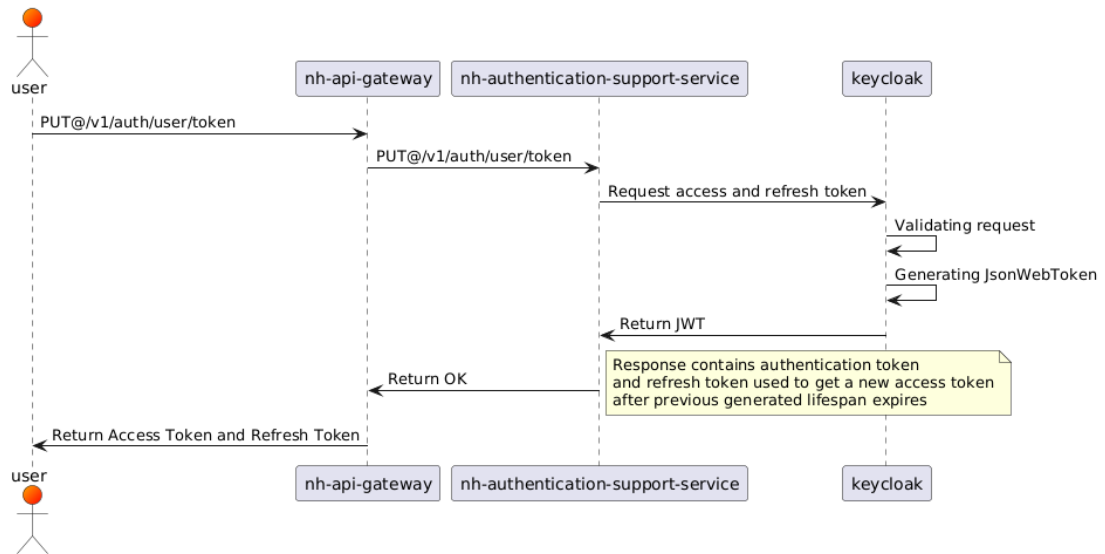 user
nh-api-gateway
nh-authentication-support-service
keycloak
PUT@/v1/auth/user/token
PUT@/v1/auth/user/token
Request access and refresh token
Validating request
Generating JsonWebToken
Return JWT
Response contains authentication token
and refresh token used to get a new access token
after previous generated lifespan expires
Return OK
Return Access Token and Refresh Token
user
nh-api-gateway
nh-authentication-support-service
keycloak